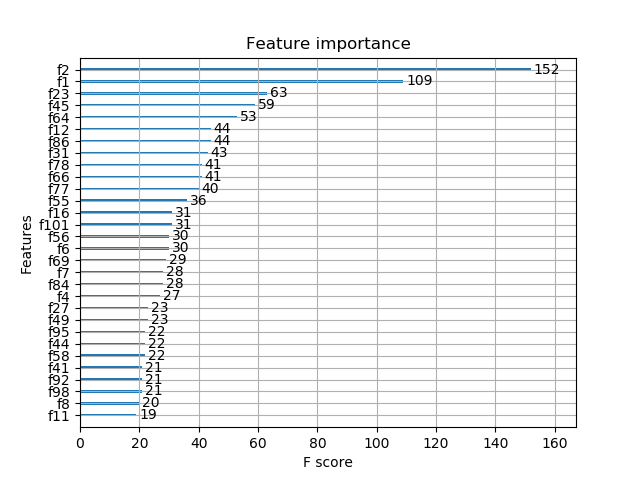 Feature importance
f2 152
f1 109
f23 63
f45 59
f64 53
f12 44
f86 44
f31 43
f78 41
f66 41
f77 40
f55 36
f16 31
f101 31
f56 30
f6 30
f69 29
f7 28
f84 28
f4 27
f27 23
f49 23
f95 22
f44 22
f58 22
f41 21
f92 21
f98 21
f8 20
f11 19
Features
0 20 40 60 80 100 120 140 160
F score